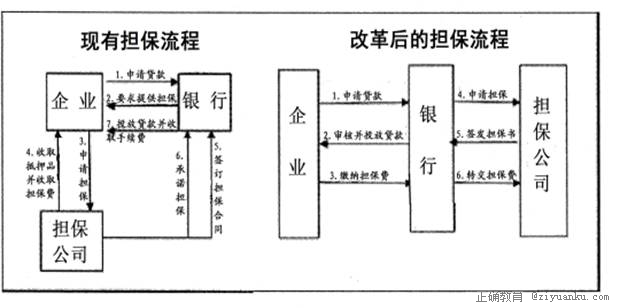 现有担保流程
企业
银行
1.申请贷款
2.要求提供担保
7.投放贷款并收
取手续费
4.收取
抵押品
并收取
担保费
3.申请担保
6.承诺担保
5.签订担保合同
担保
公司
改革后的担保流程
企业
银行
担保公司
1.申请贷款
2.审核并投放贷款
3.缴纳担保费
4.申请担保
5.签发担保书
6.转交担保费
正确教育 @ziyuanku.com